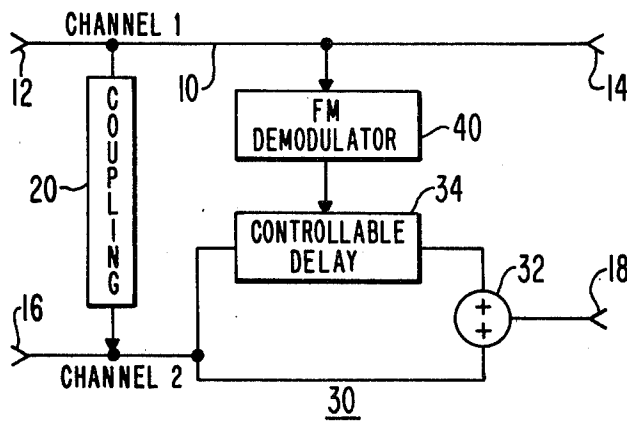 CHANNEL 1
12
10
14
COUPLING
20
FM
DEMODULATOR
40
34
CONTROLLABLE
DELAY
32
+
+
18
16
CHANNEL 2
30